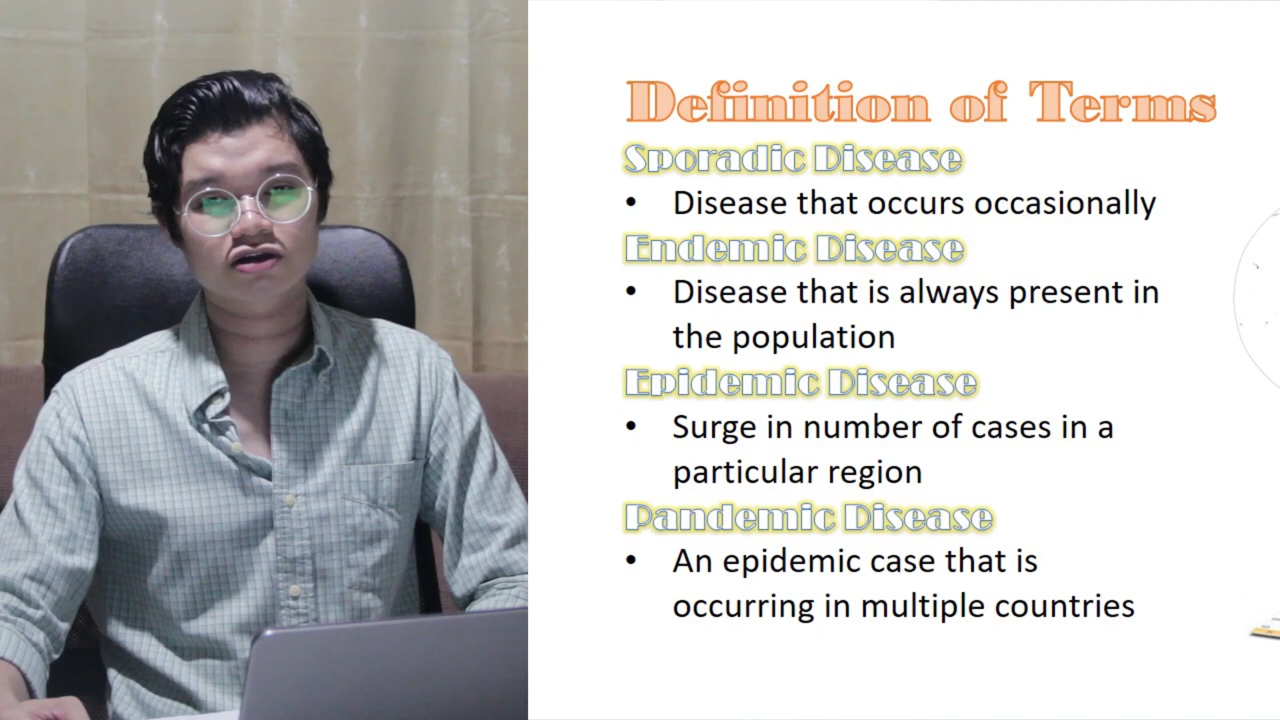 Definition of Terms
Sporadic Disease
• Disease that occurs occasionally
Endemic Disease
• Disease that is always present in
the population
Epidemic Disease
• Surge in number of cases in a
particular region
Pandemic Disease
• An epidemic case that is
occurring in multiple countries